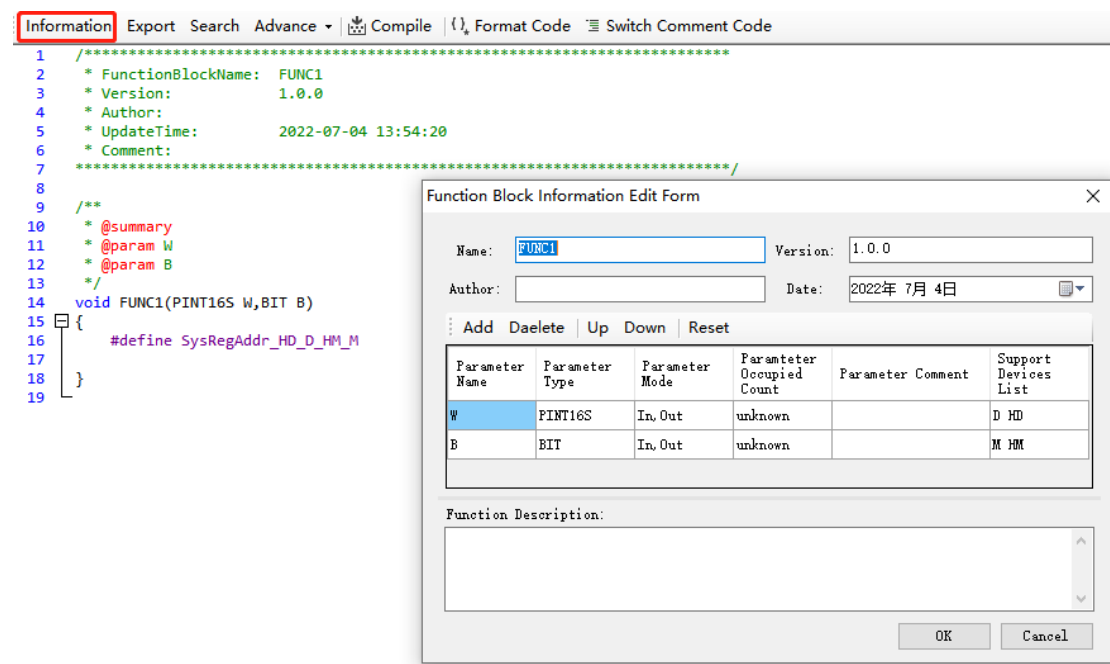 Information Export Search Advance Compile Format Code Switch Comment Code
1 /**************************************************************************
2 * FunctionBlockName: FUNC1
3 * Version: 1.0.0
4 * Author:
5 * UpdateTime: 2022-07-04 13:54:20
6 * Comment:
7 **************************************************************************/
8
9 /**
10 * @summary
11 * @param W
12 * @param B
13 */
14 void FUNC1(PINT16S W,BIT B)
15 {
16 #define SysRegAddr_HD_D_HM_M
17
18 }
19
Function Block Information Edit Form
Name: FUNC1 Version: 1.0.0
Author: Date: 2022年 7月 4日
Add Daelete Up Down Reset
Parameter Name Parameter Type Parameter Mode Paramteter Occupied Count Parameter Comment Support Devices List
W PINT16S In,Out unknown D HD
B BIT In,Out unknown M HM
Function Description:
OK Cancel